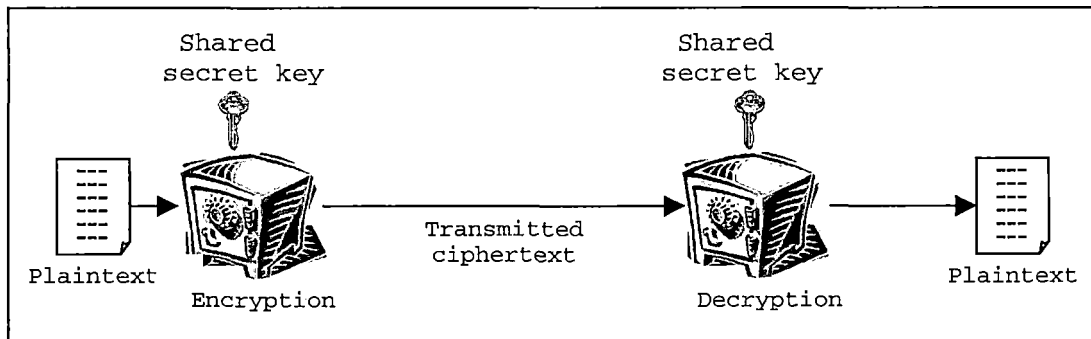 Shared
secret key
Shared
secret key
Plaintext
Encryption
Transmitted
ciphertext
Decryption
Plaintext